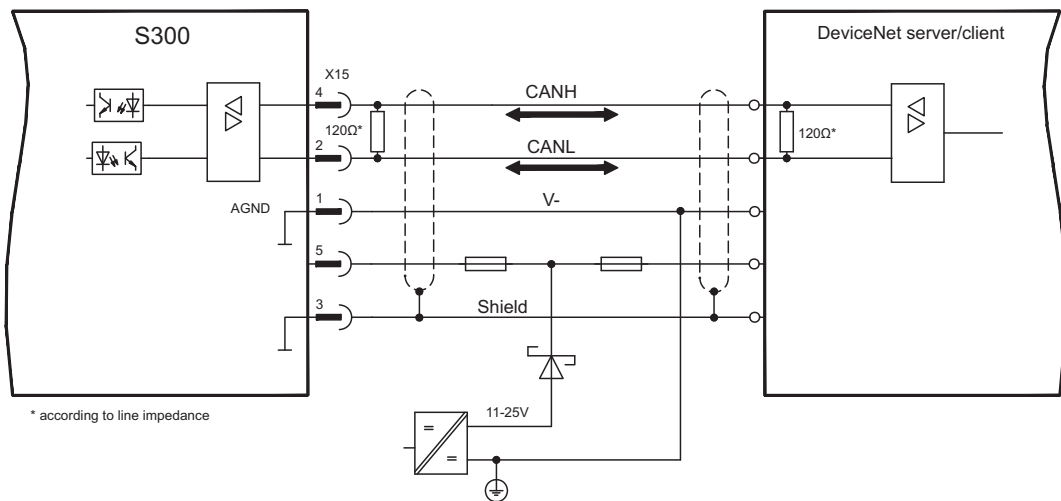 S300
DeviceNet server/client
X15
4
CANH
120Ω*
120Ω*
2
CANL
1
AGND
V-
5
3
Shield
11-25V
* according to line impedance